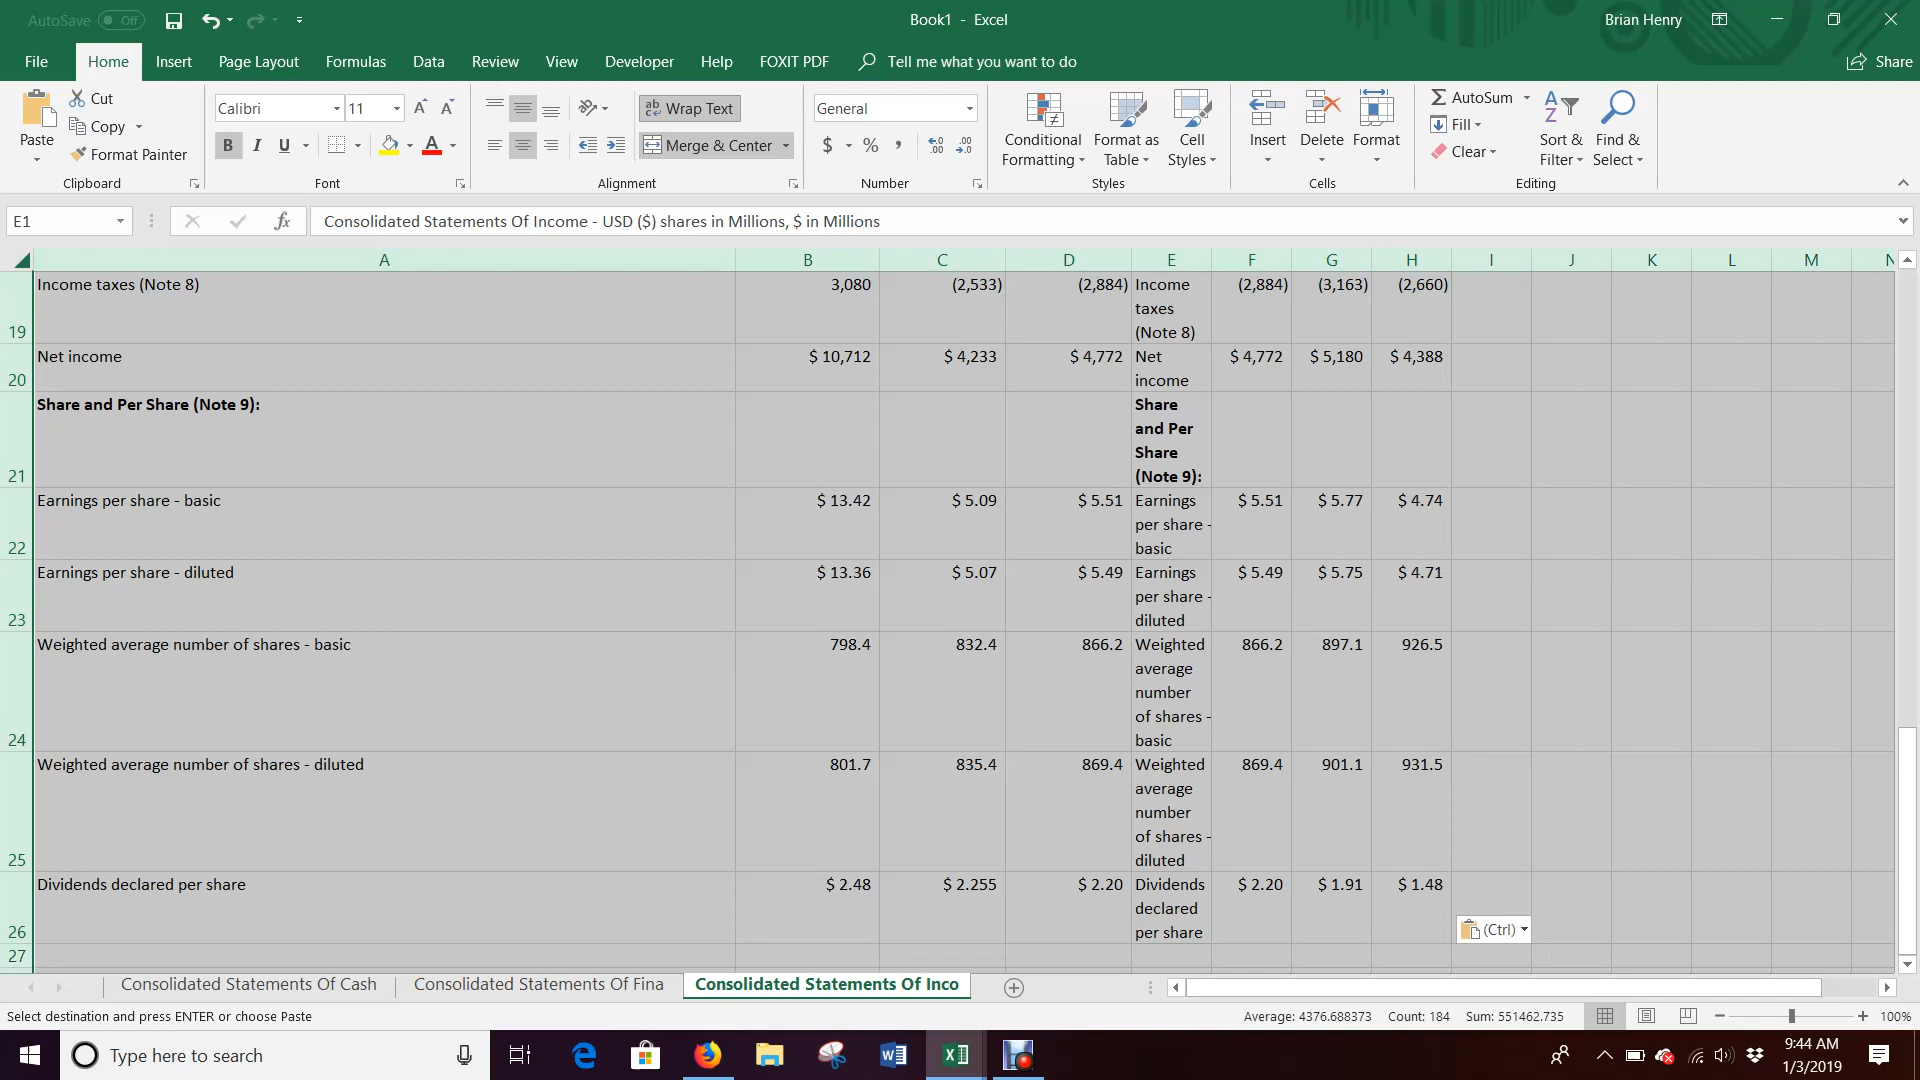 AutoSave Off
Book1 - Excel
Brian Henry
File Home Insert Page Layout Formulas Data Review View Developer Help FOXIT PDF Tell me what you want to do Share
Paste
Cut
Copy
Format Painter
Clipboard
Calibri 11
A A
B I U A
Font
ab Wrap Text
Merge & Center
Alignment
General
$ % , .00 .00
Number
Conditional Formatting
Format as Table
Cell Styles
Styles
Insert Delete Format
Cells
AutoSum
Fill
Clear
Sort & Filter
Find & Select
Editing
E1 fx Consolidated Statements Of Income - USD ($) shares in Millions, $ in Millions
A B C D E F G H I J K L M N
19 Income taxes (Note 8) 3,080 (2,533) (2,884) Income taxes (Note 8) (2,884) (3,163) (2,660)
20 Net income $ 10,712 $ 4,233 $ 4,772 Net income $ 4,772 $ 5,180 $ 4,388
21 Share and Per Share (Note 9): Share and Per Share (Note 9):
22 Earnings per share - basic $ 13.42 $ 5.09 $ 5.51 Earnings per share - basic $ 5.51 $ 5.77 $ 4.74
23 Earnings per share - diluted $ 13.36 $ 5.07 $ 5.49 Earnings per share - diluted $ 5.49 $ 5.75 $ 4.71
24 Weighted average number of shares - basic 798.4 832.4 866.2 Weighted average number of shares - basic 866.2 897.1 926.5
25 Weighted average number of shares - diluted 801.7 835.4 869.4 Weighted average number of shares - diluted 869.4 901.1 931.5
26 Dividends declared per share $ 2.48 $ 2.255 $ 2.20 Dividends declared per share $ 2.20 $ 1.91 $ 1.48
(Ctrl)
27
Consolidated Statements Of Cash Consolidated Statements Of Fina Consolidated Statements Of Inco
Select destination and press ENTER or choose Paste Average: 4376.688373 Count: 184 Sum: 551462.735 100%
Type here to search
9:44 AM
1/3/2019